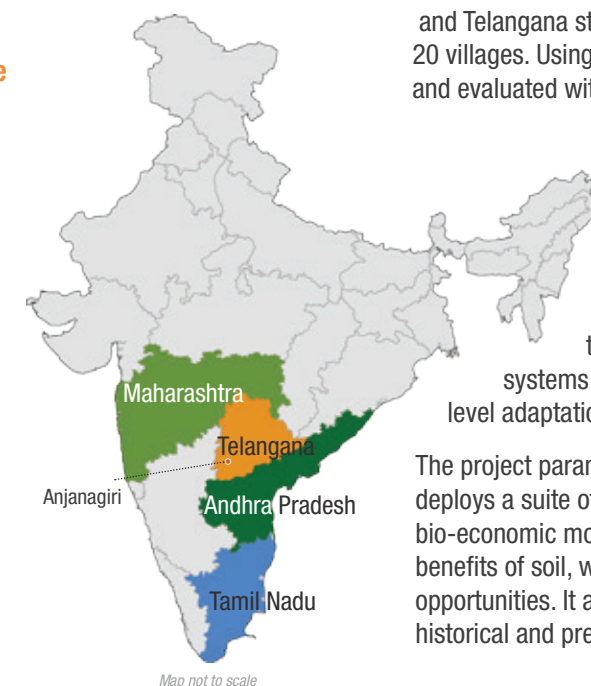 e
and Telangana st
20 villages. Using
and evaluated wit
t
systems
level adaptatio
Maharashtra
Telangana
Anjanagiri
Andhra Pradesh
Tamil Nadu
Map not to scale
The project paran
deploys a suite of
bio-economic mo
benefits of soil, w
opportunities. It a
historical and pre